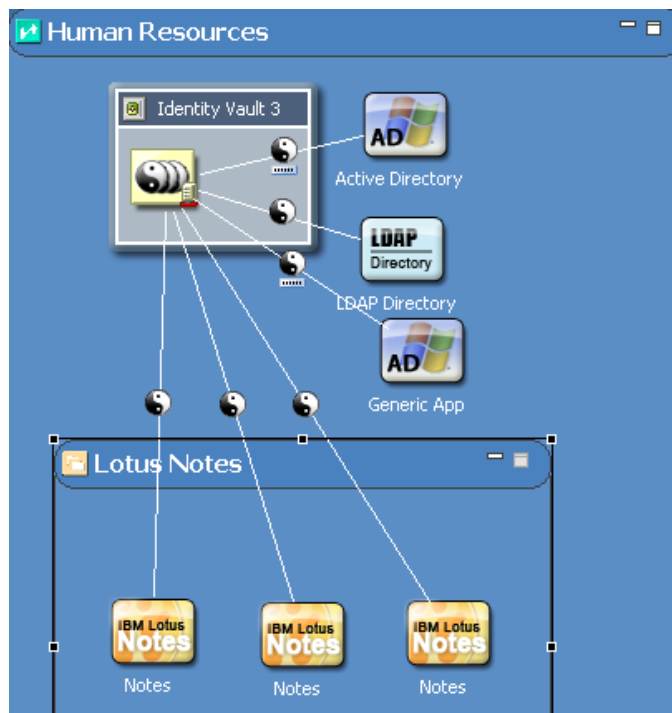 Human Resources
Identity Vault 3
AD
Active Directory
LDAP
Directory
LDAP Directory
AD
Generic App
Lotus Notes
IBM Lotus
Notes
Notes
IBM Lotus
Notes
Notes
IBM Lotus
Notes
Notes